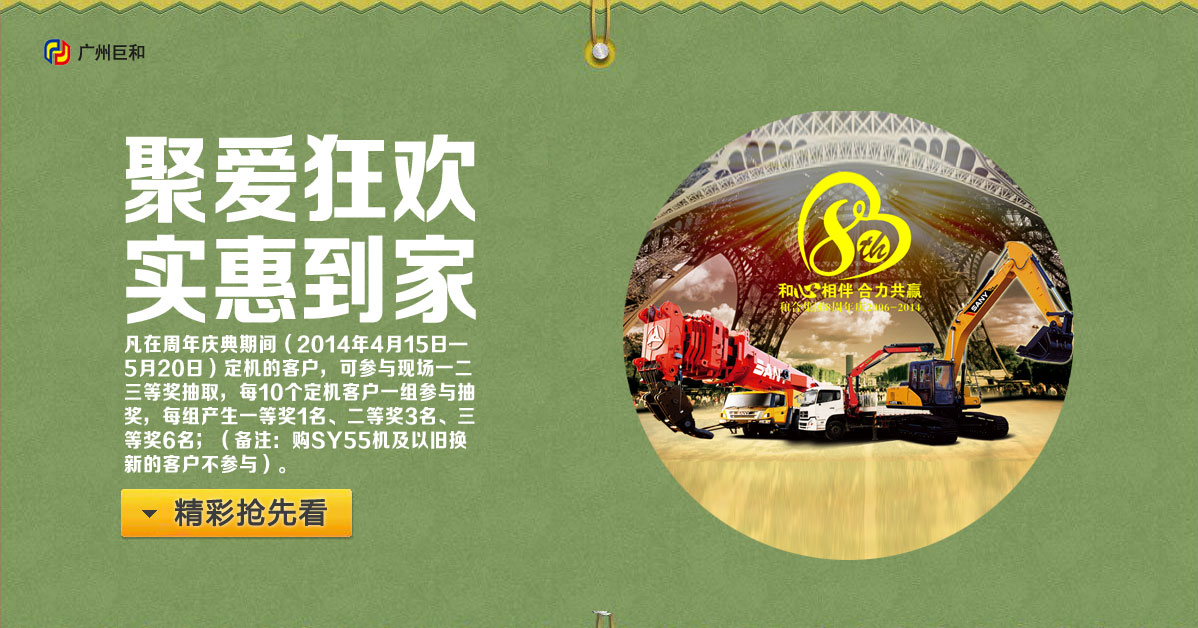 广州巨和
聚爱狂欢
实惠到家
凡在周年庆典期间（2014年4月15日—
5月20日）定机的客户，可参与现场一二
三等奖抽取，每10个定机客户一组参与抽
奖，每组产生一等奖1名、二等奖3名、三
等奖6名；（备注：购SY55机及以旧换
新的客户不参与）。
精彩抢先看
8th
和心相伴 合力共赢
SANY
SANY